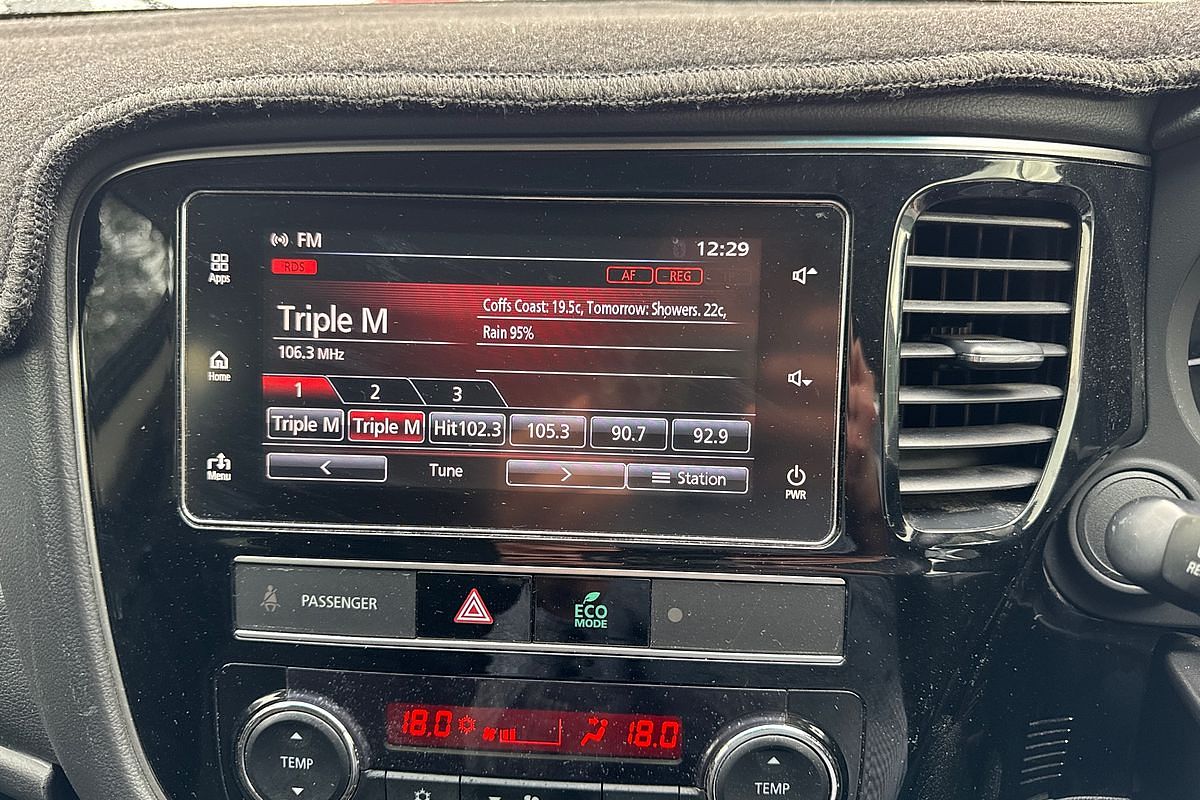 FM
12:29
RDS
AF REG
Apps
Triple M
106.3 MHz
Coffs Coast: 19.5c, Tomorrow: Showers. 22c,
Rain 95%
Home
1 2 3
Triple M Triple M Hit102.3 105.3 90.7 92.9
Menu
< Tune > Station
PWR
PASSENGER
ECO
MODE
18.0 18.0
TEMP
TEMP
RE